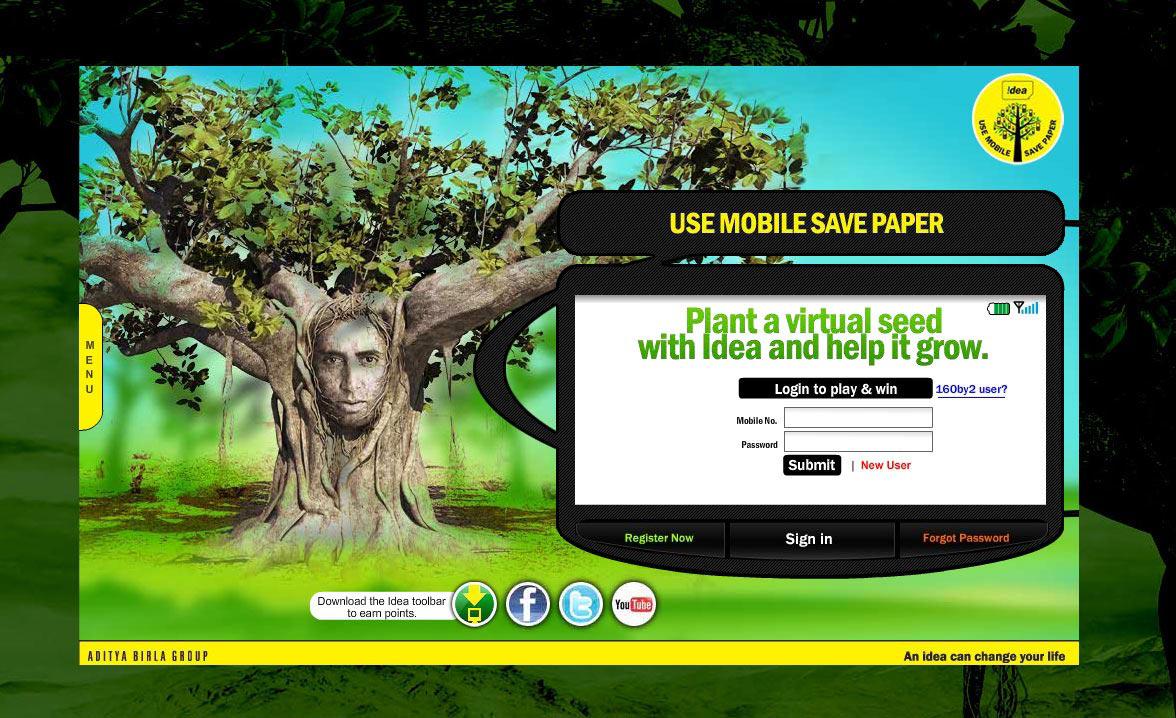 !dea
USE MOBILE SAVE PAPER
USE MOBILE SAVE PAPER
MENU
Plant a virtual seed
with Idea and help it grow.
Login to play & win
160by2 user?
Mobile No.
Password
Submit | New User
Register Now
Sign in
Forgot Password
Download the Idea toolbar
to earn points.
f
t
YouTube
ADITYA BIRLA GROUP
An idea can change your life